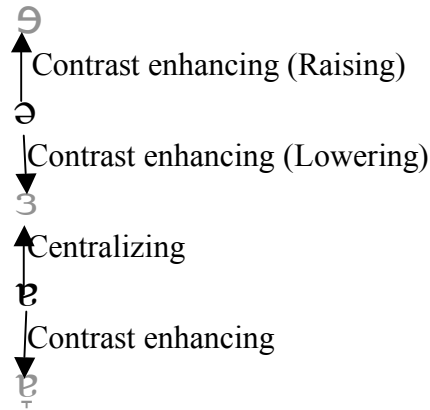 ɘ
Contrast enhancing (Raising)
ə
Contrast enhancing (Lowering)
ɜ
Centralizing
ɐ
Contrast enhancing
ɐ̞